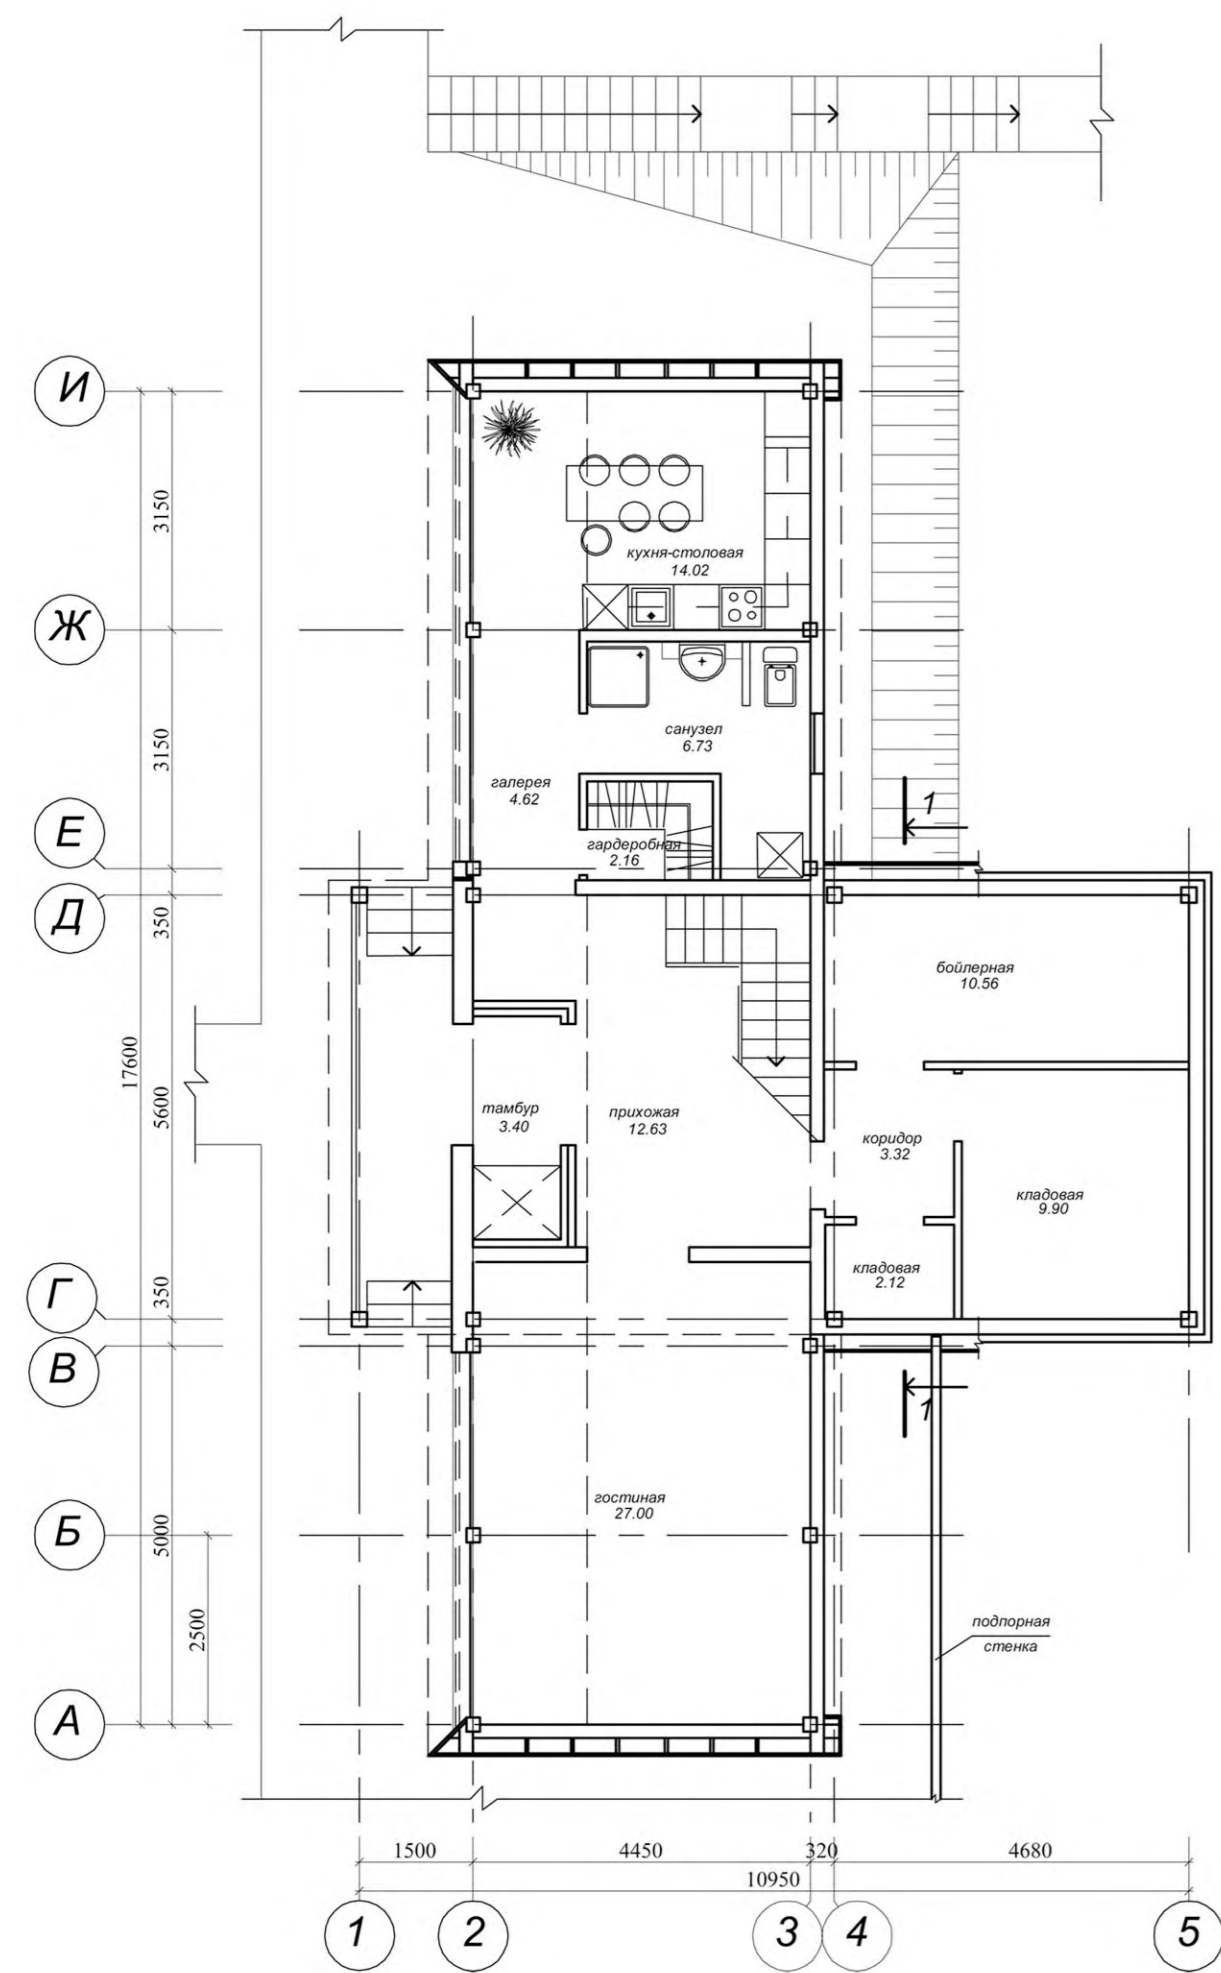 И
3150
кухня-столовая
14.02
Ж
3150
санузел
6.73
галерея
4.62
1
Е
гардеробная
2.16
Д
350
бойлерная
10.56
17600
5600
тамбур
3.40
прихожая
12.63
коридор
3.32
кладовая
9.90
кладовая
2.12
Г
350
В
1
гостиная
27.00
Б
5000
2500
подпорная
стенка
А
1500
4450
320
4680
10950
1
2
3
4
5